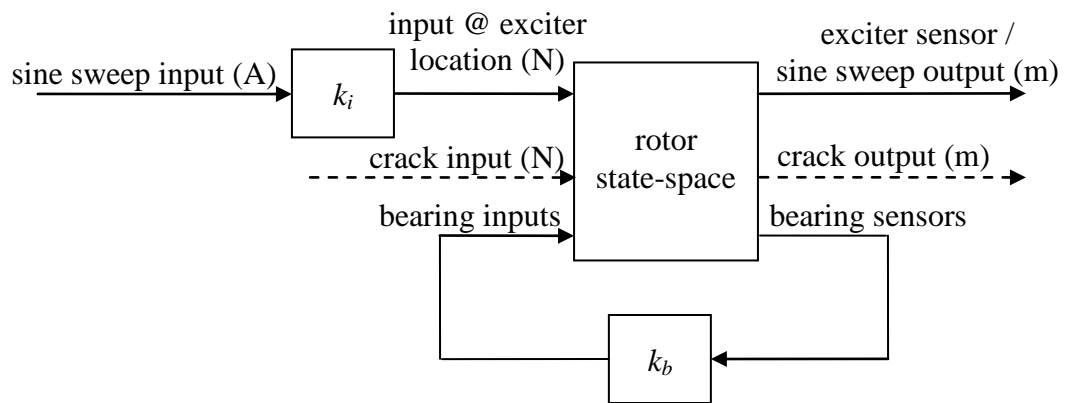 input @ exciter
location (N)
exciter sensor /
sine sweep output (m)
sine sweep input (A)
k_i
rotor
state-space
crack input (N)
crack output (m)
bearing inputs
bearing sensors
k_b